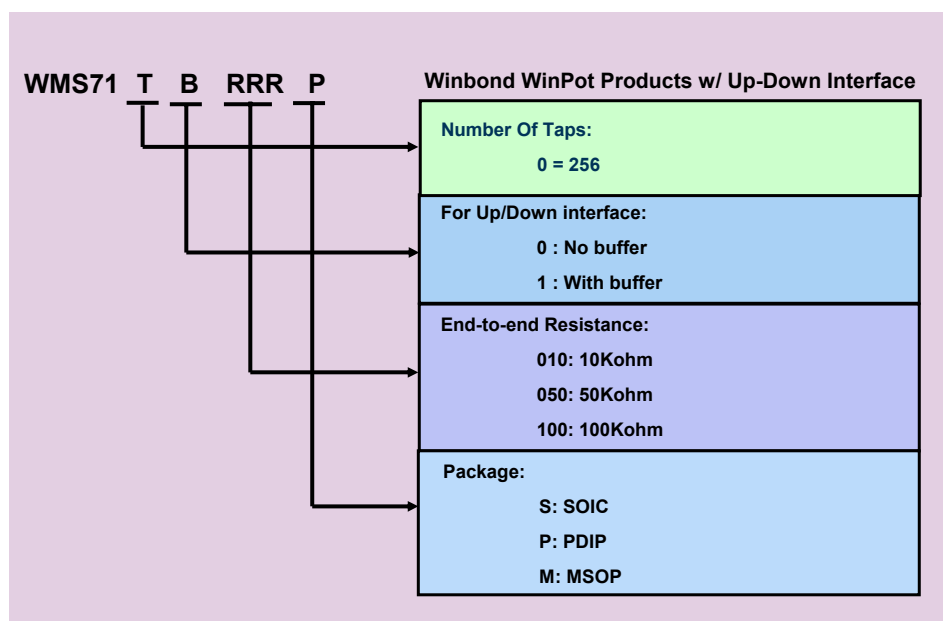 WMS71 T B RRR P
Winbond WinPot Products w/ Up-Down Interface
Number Of Taps:
0 = 256
For Up/Down interface:
0 : No buffer
1 : With buffer
End-to-end Resistance:
010: 10Kohm
050: 50Kohm
100: 100Kohm
Package:
S: SOIC
P: PDIP
M: MSOP